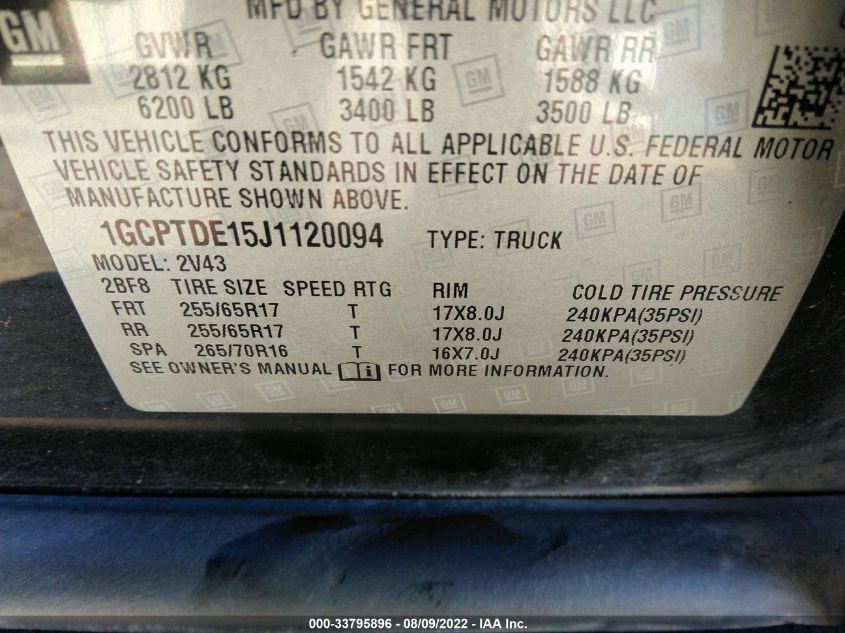 MFD BY GENERAL MOTORS LLC
GM
GVWR GAWR FRT GAWR RR
2812 KG 1542 KG 1588 KG
6200 LB 3400 LB 3500 LB
THIS VEHICLE CONFORMS TO ALL APPLICABLE U.S. FEDERAL MOTOR
VEHICLE SAFETY STANDARDS IN EFFECT ON THE DATE OF
MANUFACTURE SHOWN ABOVE.
1GCPTDE15J1120094 TYPE: TRUCK
MODEL: 2V43
2BF8 TIRE SIZE SPEED RTG RIM COLD TIRE PRESSURE
FRT 255/65R17 T 17X8.0J 240KPA(35PSI)
RR 255/65R17 T 17X8.0J 240KPA(35PSI)
SPA 265/70R16 T 16X7.0J 240KPA(35PSI)
SEE OWNER'S MANUAL i FOR MORE INFORMATION.
000-33795896 - 08/09/2022 - IAA Inc.